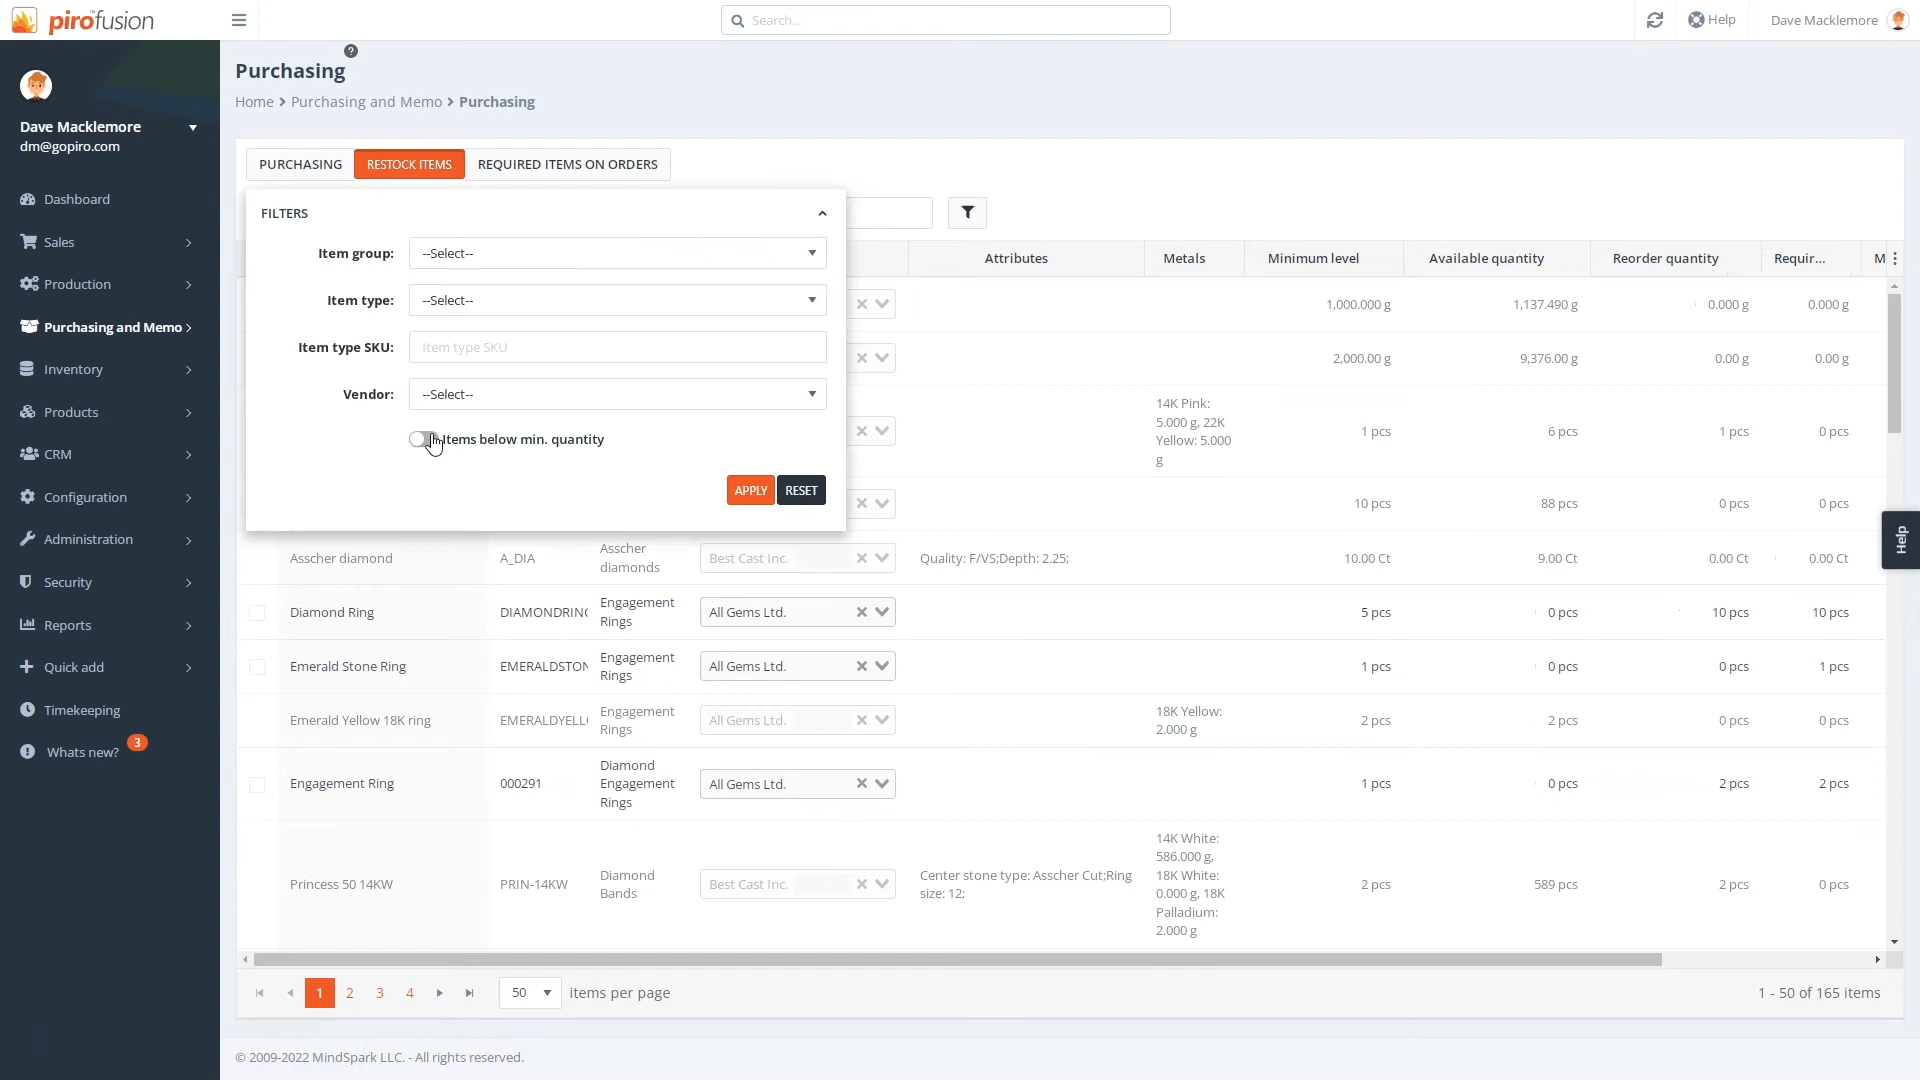 pirofusion
Search...
Help
Dave Macklemore
Dave Macklemore
dm@gopiro.com
Dashboard
Sales
Production
Purchasing and Memo
Inventory
Products
CRM
Configuration
Administration
Security
Reports
Quick add
Timekeeping
Whats new? 3
Purchasing
Home > Purchasing and Memo > Purchasing
PURCHASING RESTOCK ITEMS REQUIRED ITEMS ON ORDERS
FILTERS
Item group: --Select--
Item type: --Select--
Item type SKU: Item type SKU
Vendor: --Select--
Items below min. quantity
APPLY RESET
Attributes Metals Minimum level Available quantity Reorder quantity Requir... M
1,000.000 g 1,137.490 g 0.000 g 0.000 g
2,000.00 g 9,376.00 g 0.00 g 0.00 g
14K Pink:
5.000 g, 22K
Yellow: 5.000
g
1 pcs 6 pcs 1 pcs 0 pcs
10 pcs 88 pcs 0 pcs 0 pcs
Asscher diamond A_DIA Asscher
diamonds
Best Cast Inc. Quality: F/VS;Depth: 2.25; 10.00 Ct 9.00 Ct 0.00 Ct 0.00 Ct
Diamond Ring DIAMONDRING Engagement
Rings
All Gems Ltd. 5 pcs 0 pcs 10 pcs 10 pcs
Emerald Stone Ring EMERALDSTON Engagement
Rings
All Gems Ltd. 1 pcs 0 pcs 0 pcs 1 pcs
Emerald Yellow 18K ring EMERALDYELL Engagement
Rings
All Gems Ltd. 18K Yellow:
2.000 g
2 pcs 2 pcs 0 pcs 0 pcs
Engagement Ring 000291 Diamond
Engagement
Rings
All Gems Ltd. 1 pcs 0 pcs 2 pcs 2 pcs
Princess 50 14KW PRIN-14KW Diamond
Bands
Best Cast Inc. Center stone type: Asscher Cut;Ring
size: 12;
14K White:
586.000 g,
18K White:
0.000 g, 18K
Palladium:
2.000 g
2 pcs 589 pcs 2 pcs 0 pcs
1 2 3 4 50 items per page 1 - 50 of 165 items
Help
© 2009-2022 MindSpark LLC. - All rights reserved.